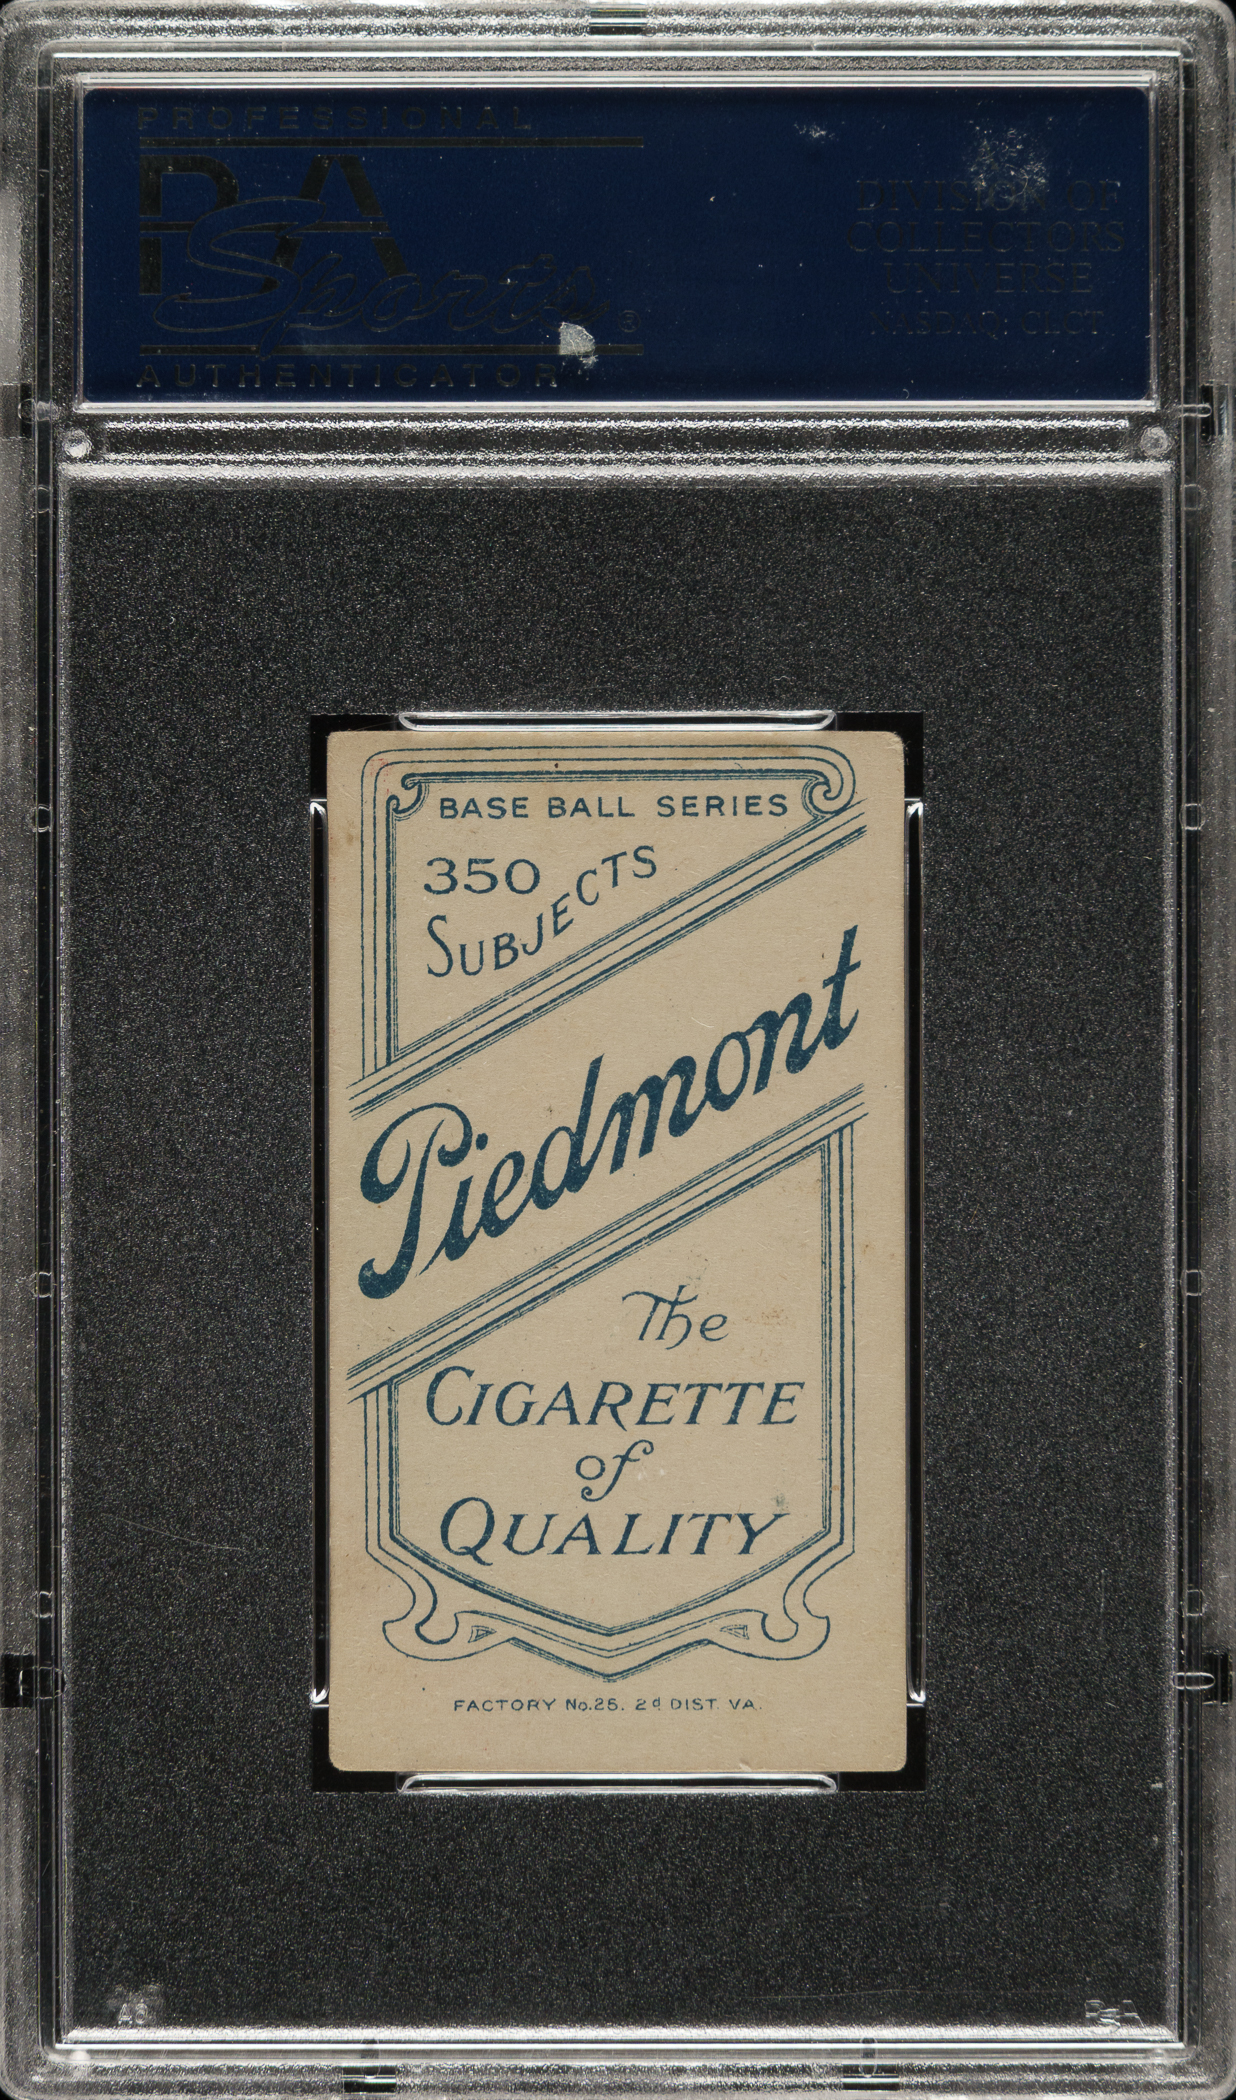 PROFESSIONAL
PSA
Sports®
AUTHENTICATOR
DIVISION OF
COLLECTORS
UNIVERSE
NASDAQ: CLCT
BASE BALL SERIES
350
SUBJECTS
Piedmont
The
CIGARETTE
of
QUALITY
FACTORY No.25. 2d DIST. VA.
PSA